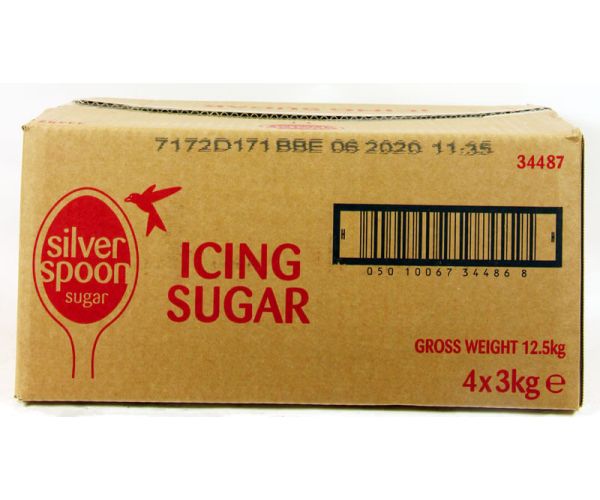 7172D171 BBE 06 2020 11:35
34487
silver
spoon
sugar
ICING
SUGAR
050 10067 34486 8
GROSS WEIGHT 12.5kg
4x3kg e